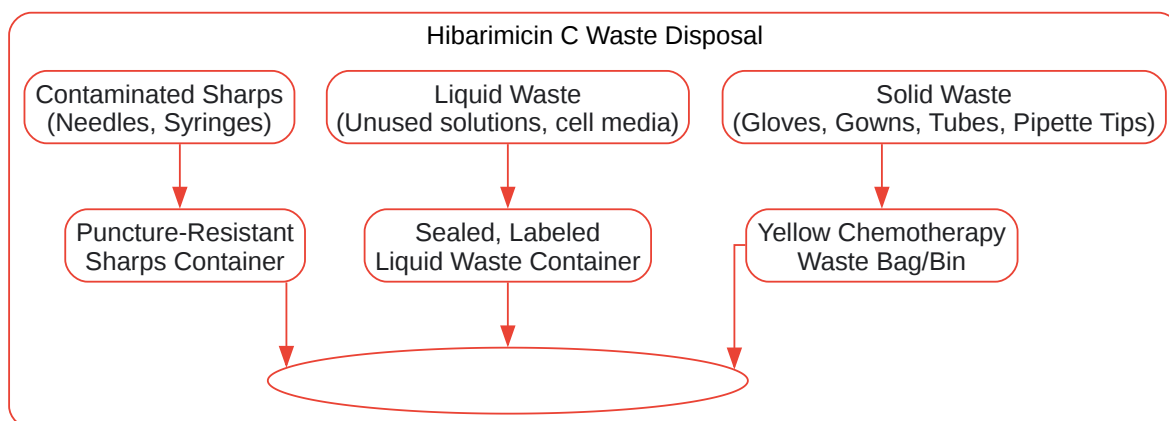 Hibarimicin C Waste Disposal
Contaminated Sharps
(Needles, Syringes)
Liquid Waste
(Unused solutions, cell media)
Solid Waste
(Gloves, Gowns, Tubes, Pipette Tips)
Puncture-Resistant
Sharps Container
Sealed, Labeled
Liquid Waste Container
Yellow Chemotherapy
Waste Bag/Bin